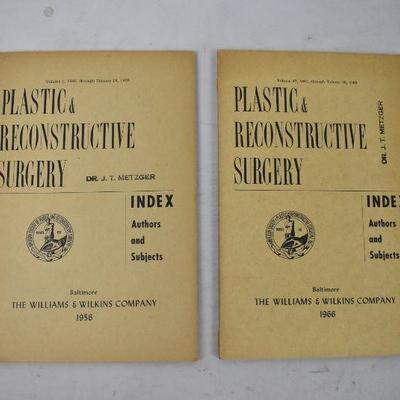 PLASTIC &
RECONSTRUCTIVE
SURGERY
DR. J. T. METZGER
INDEX
Authors
and
Subjects
Baltimore
THE WILLIAMS & WILKINS COMPANY
1956
PLASTIC &
RECONSTRUCTIVE
SURGERY
DR. J. T. METZGER
INDEX
Authors
and
Subjects
Baltimore
THE WILLIAMS & WILKINS COMPANY
1966